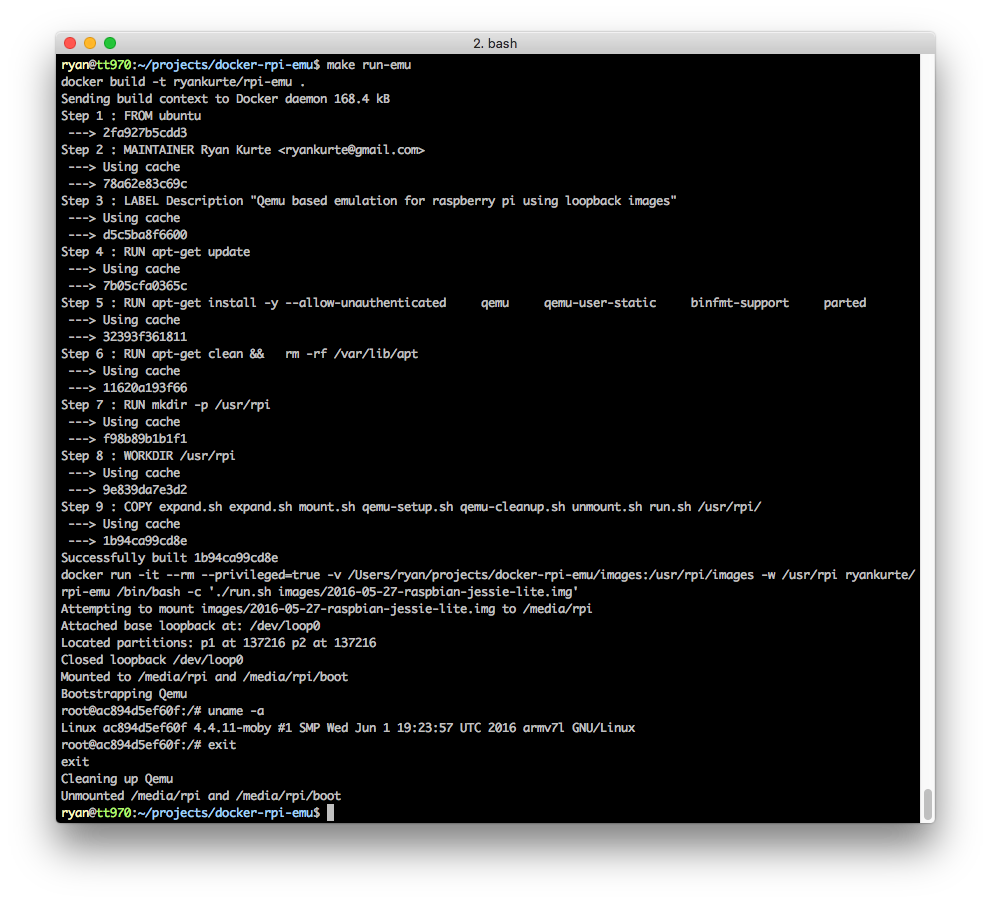 2. bash
ryan@tt970:~/projects/docker-rpi-emu$ make run-emu
docker build -t ryankurte/rpi-emu .
Sending build context to Docker daemon 168.4 kB
Step 1 : FROM ubuntu
 ---> 2fa927b5cdd3
Step 2 : MAINTAINER Ryan Kurte <ryankurte@gmail.com>
 ---> Using cache
 ---> 78a62e83c69c
Step 3 : LABEL Description "Qemu based emulation for raspberry pi using loopback images"
 ---> Using cache
 ---> d5c5ba8f6600
Step 4 : RUN apt-get update
 ---> Using cache
 ---> 7b05cfa0365c
Step 5 : RUN apt-get install -y --allow-unauthenticated     qemu     qemu-user-static     binfmt-support     parted
 ---> Using cache
 ---> 32393f361811
Step 6 : RUN apt-get clean &&   rm -rf /var/lib/apt
 ---> Using cache
 ---> 11620a193f66
Step 7 : RUN mkdir -p /usr/rpi
 ---> Using cache
 ---> f98b89b1b1f1
Step 8 : WORKDIR /usr/rpi
 ---> Using cache
 ---> 9e839da7e3d2
Step 9 : COPY expand.sh expand.sh mount.sh qemu-setup.sh qemu-cleanup.sh unmount.sh run.sh /usr/rpi/
 ---> Using cache
 ---> 1b94ca99cd8e
Successfully built 1b94ca99cd8e
docker run -it --rm --privileged=true -v /Users/ryan/projects/docker-rpi-emu/images:/usr/rpi/images -w /usr/rpi ryankurte/
rpi-emu /bin/bash -c './run.sh images/2016-05-27-raspbian-jessie-lite.img'
Attempting to mount images/2016-05-27-raspbian-jessie-lite.img to /media/rpi
Attached base loopback at: /dev/loop0
Located partitions: p1 at 137216 p2 at 137216
Closed loopback /dev/loop0
Mounted to /media/rpi and /media/rpi/boot
Bootstrapping Qemu
root@ac894d5ef60f:/# uname -a
Linux ac894d5ef60f 4.4.11-moby #1 SMP Wed Jun 1 19:23:57 UTC 2016 armv7l GNU/Linux
root@ac894d5ef60f:/# exit
exit
Cleaning up Qemu
Unmounted /media/rpi and /media/rpi/boot
ryan@tt970:~/projects/docker-rpi-emu$